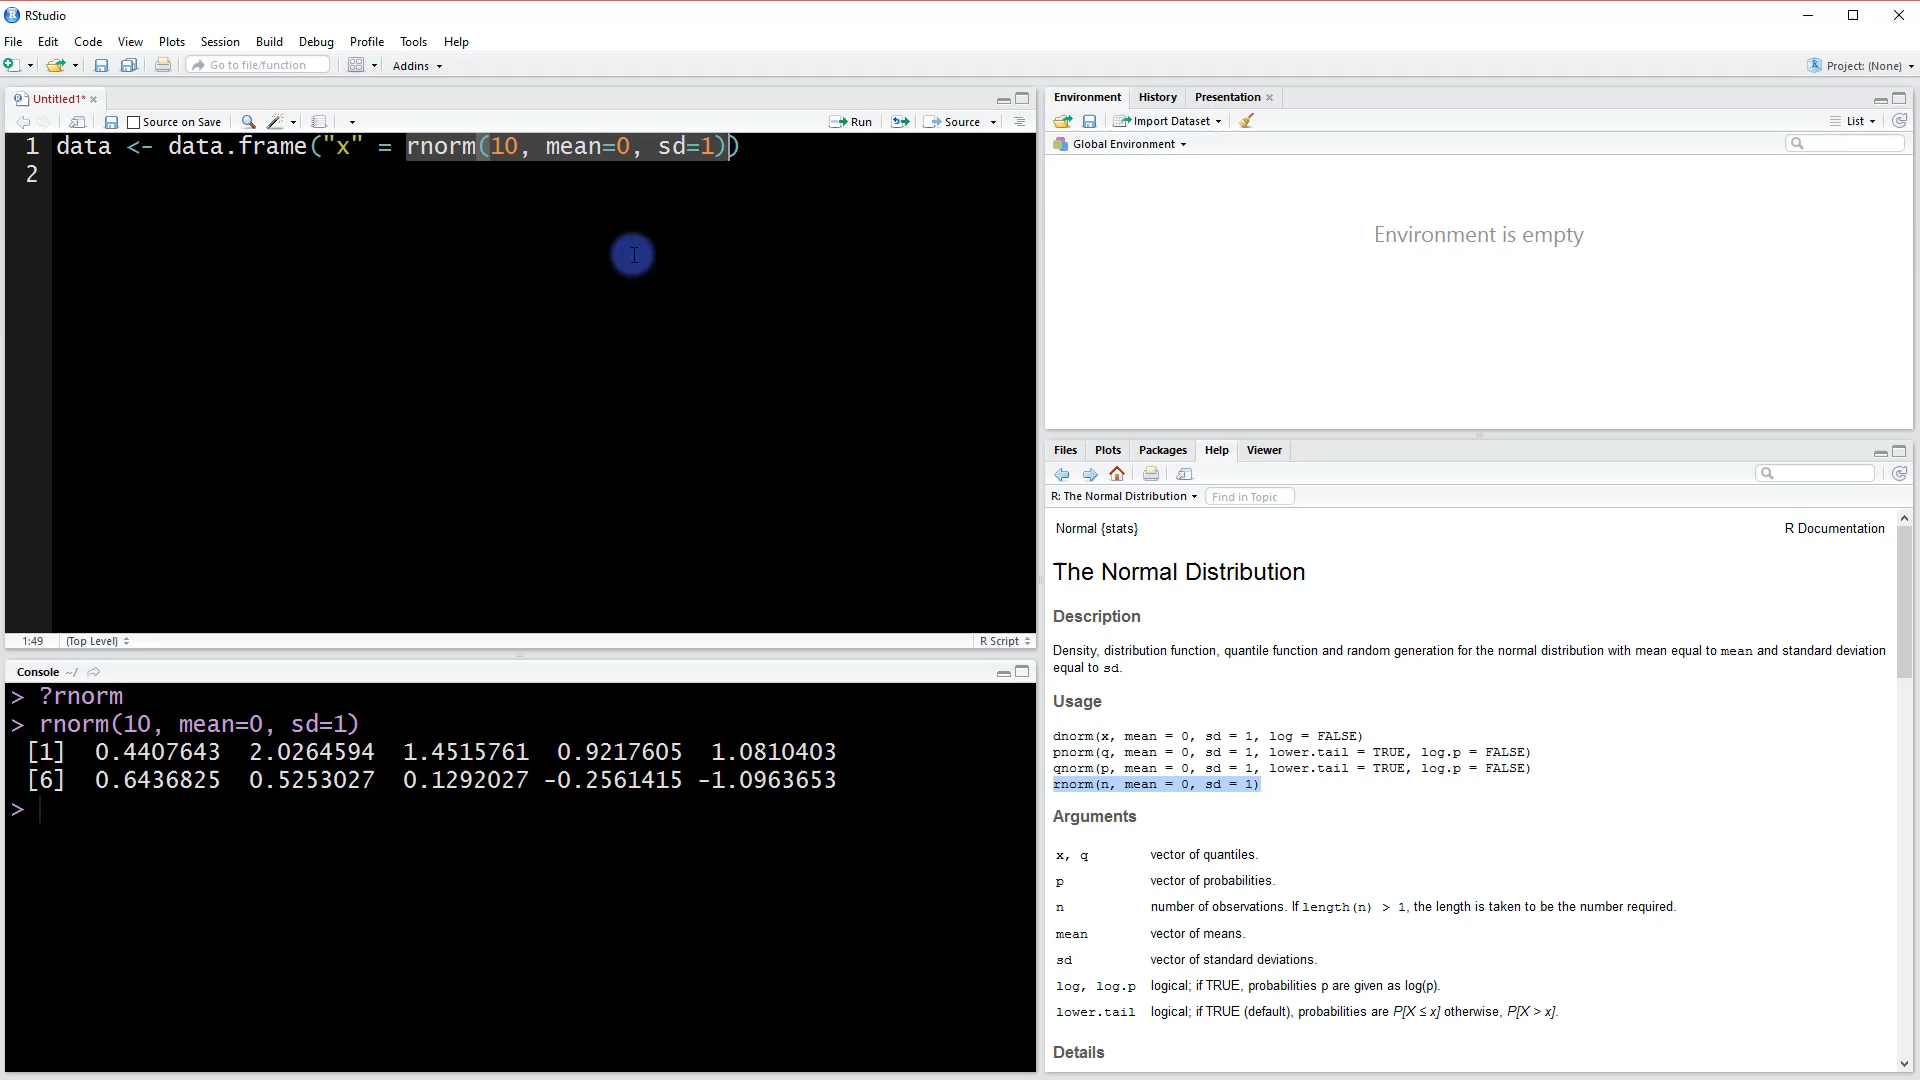 RStudio
File Edit Code View Plots Session Build Debug Profile Tools Help
Go to file/function Addins Project: (None)
Untitled1*
Source on Save Run Source
1 data <- data.frame("x" = rnorm(10, mean=0, sd=1))
2
1:49 (Top Level) R Script
Console ~/
> ?rnorm
> rnorm(10, mean=0, sd=1)
[1] 0.4407643 2.0264594 1.4515761 0.9217605 1.0810403
[6] 0.6436825 0.5253027 0.1292027 -0.2561415 -1.0963653
>
Environment History Presentation
Import Dataset List
Global Environment
Environment is empty
Files Plots Packages Help Viewer
R: The Normal Distribution Find in Topic
Normal {stats} R Documentation
The Normal Distribution
Description
Density, distribution function, quantile function and random generation for the normal distribution with mean equal to mean and standard deviation
equal to sd.
Usage
dnorm(x, mean = 0, sd = 1, log = FALSE)
pnorm(q, mean = 0, sd = 1, lower.tail = TRUE, log.p = FALSE)
qnorm(p, mean = 0, sd = 1, lower.tail = TRUE, log.p = FALSE)
rnorm(n, mean = 0, sd = 1)
Arguments
x, q vector of quantiles.
p vector of probabilities.
n number of observations. If length(n) > 1, the length is taken to be the number required.
mean vector of means.
sd vector of standard deviations.
log, log.p logical; if TRUE, probabilities p are given as log(p).
lower.tail logical; if TRUE (default), probabilities are P[X ≤ x] otherwise, P[X > x].
Details